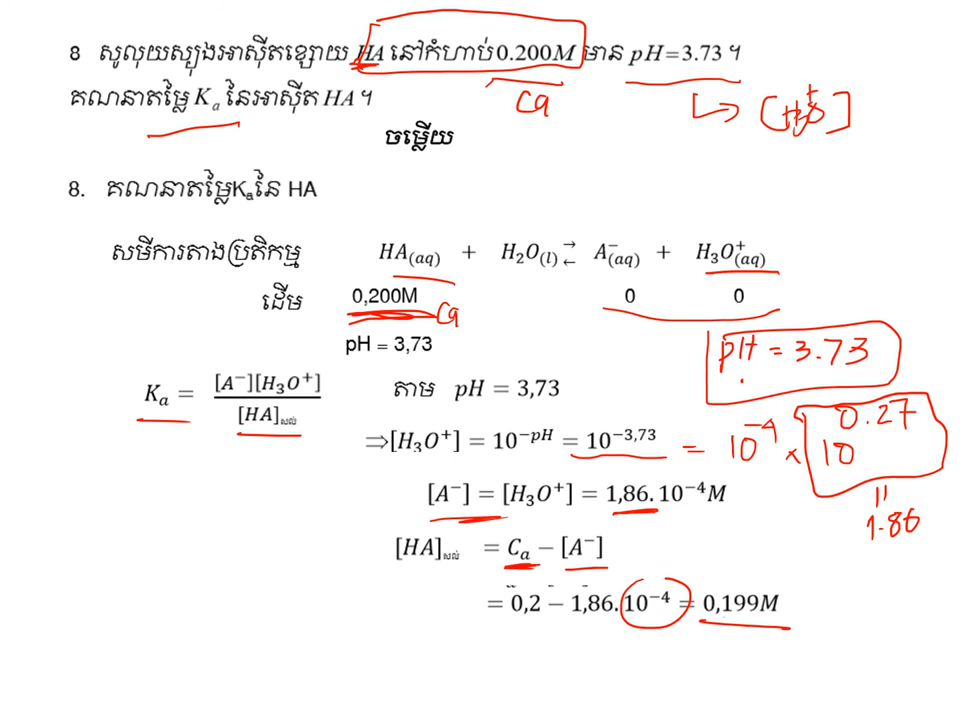 8 សូលុយស្យុងអាស៊ីតខ្សោយ HA នៅកំហាប់ 0.200M មាន pH=3.73 ។
Ca
គណនាតម្លៃ Kₐ នៃអាស៊ីត HA ។
ចម្លើយ
8. គណនាតម្លៃKₐនៃ HA
សមីការតាងប្រតិកម្ម HA(aq) + H₂O(l) ⇄ A⁻(aq) + H₃O⁺(aq)
ដើម 0,200M 0 0
Ca
pH = 3,73
pH = 3.73
Kₐ = [A⁻][H₃O⁺] / [HA]សល់ តាម pH = 3,73
⇒[H₃O⁺] = 10^−pH = 10^−3,73 = 10^−4 × 10^0.27
[A⁻] = [H₃O⁺] = 1,86. 10⁻⁴M
1.86
[HA]សល់ = Cₐ − [A⁻]
= 0,2 − 1,86. 10⁻⁴ = 0,199M